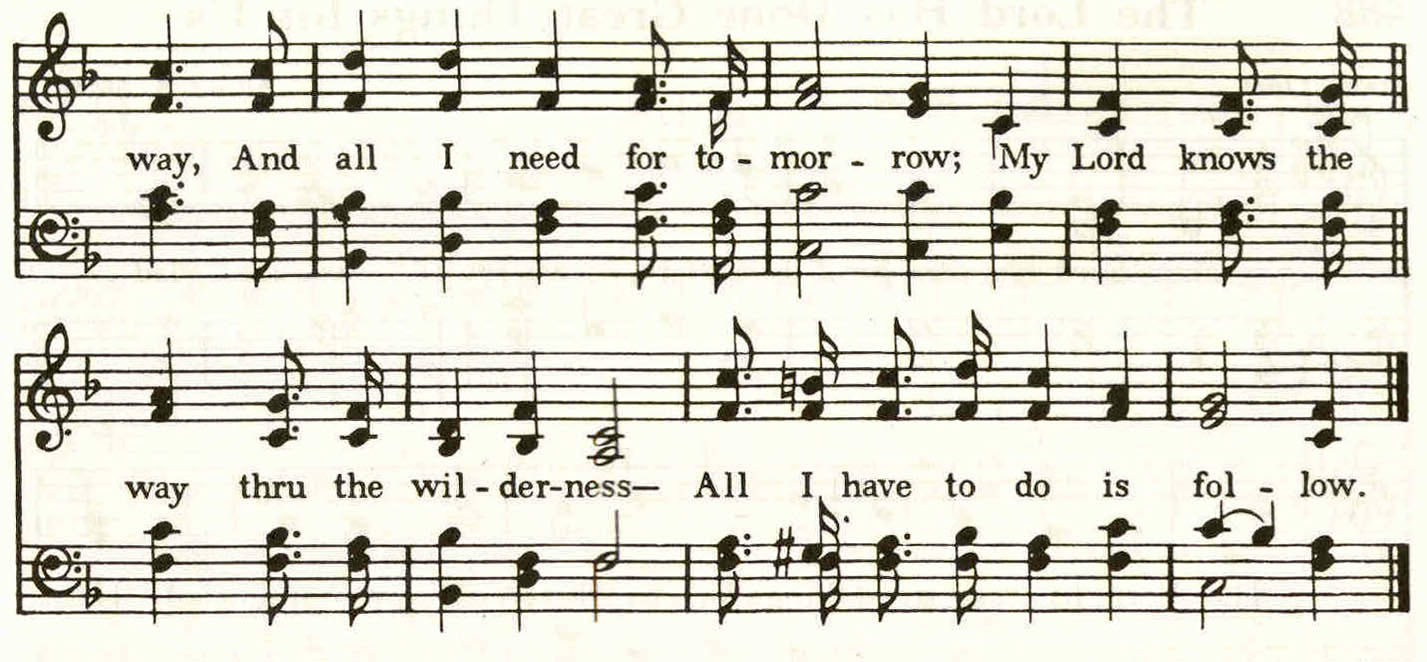 way, And all I need for to - mor - row; My Lord knows the
way thru the wil - der-ness— All I have to do is fol - low.